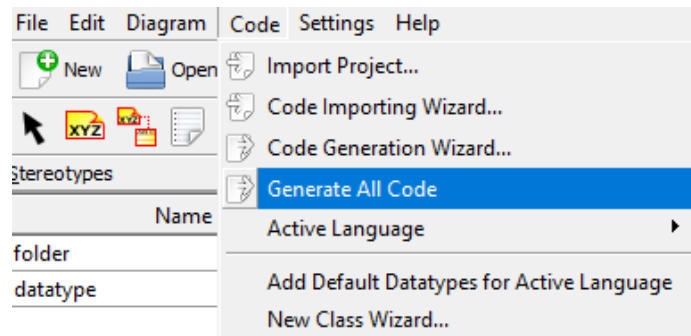 File Edit Diagram Code Settings Help
New Open
Import Project...
Code Importing Wizard...
XYZ
XYZ
Code Generation Wizard...
Stereotypes
Generate All Code
Name
Active Language
folder
datatype
Add Default Datatypes for Active Language
New Class Wizard...